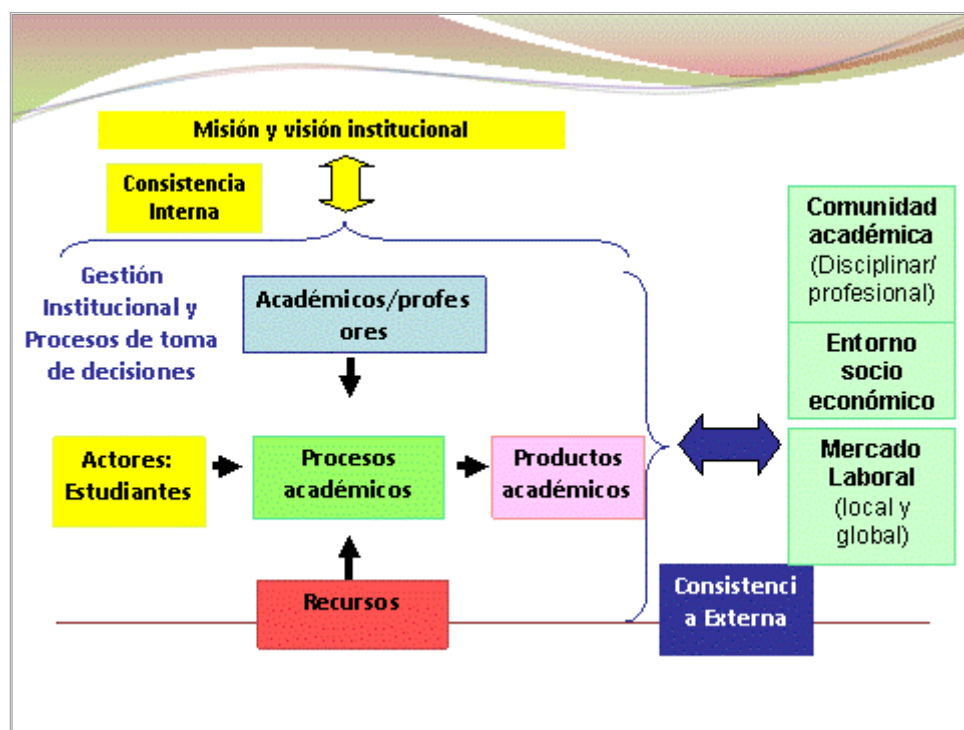 Misión y visión institucional
Consistencia
Interna
Gestión
Institucional y
Procesos de toma
de decisiones
Académicos/profes
ores
Actores:
Estudiantes
Procesos
académicos
Productos
académicos
Recursos
Comunidad
académica
(Disciplinar/
profesional)
Entorno
socio
económico
Mercado
Laboral
(local y
global)
Consistenci
a Externa